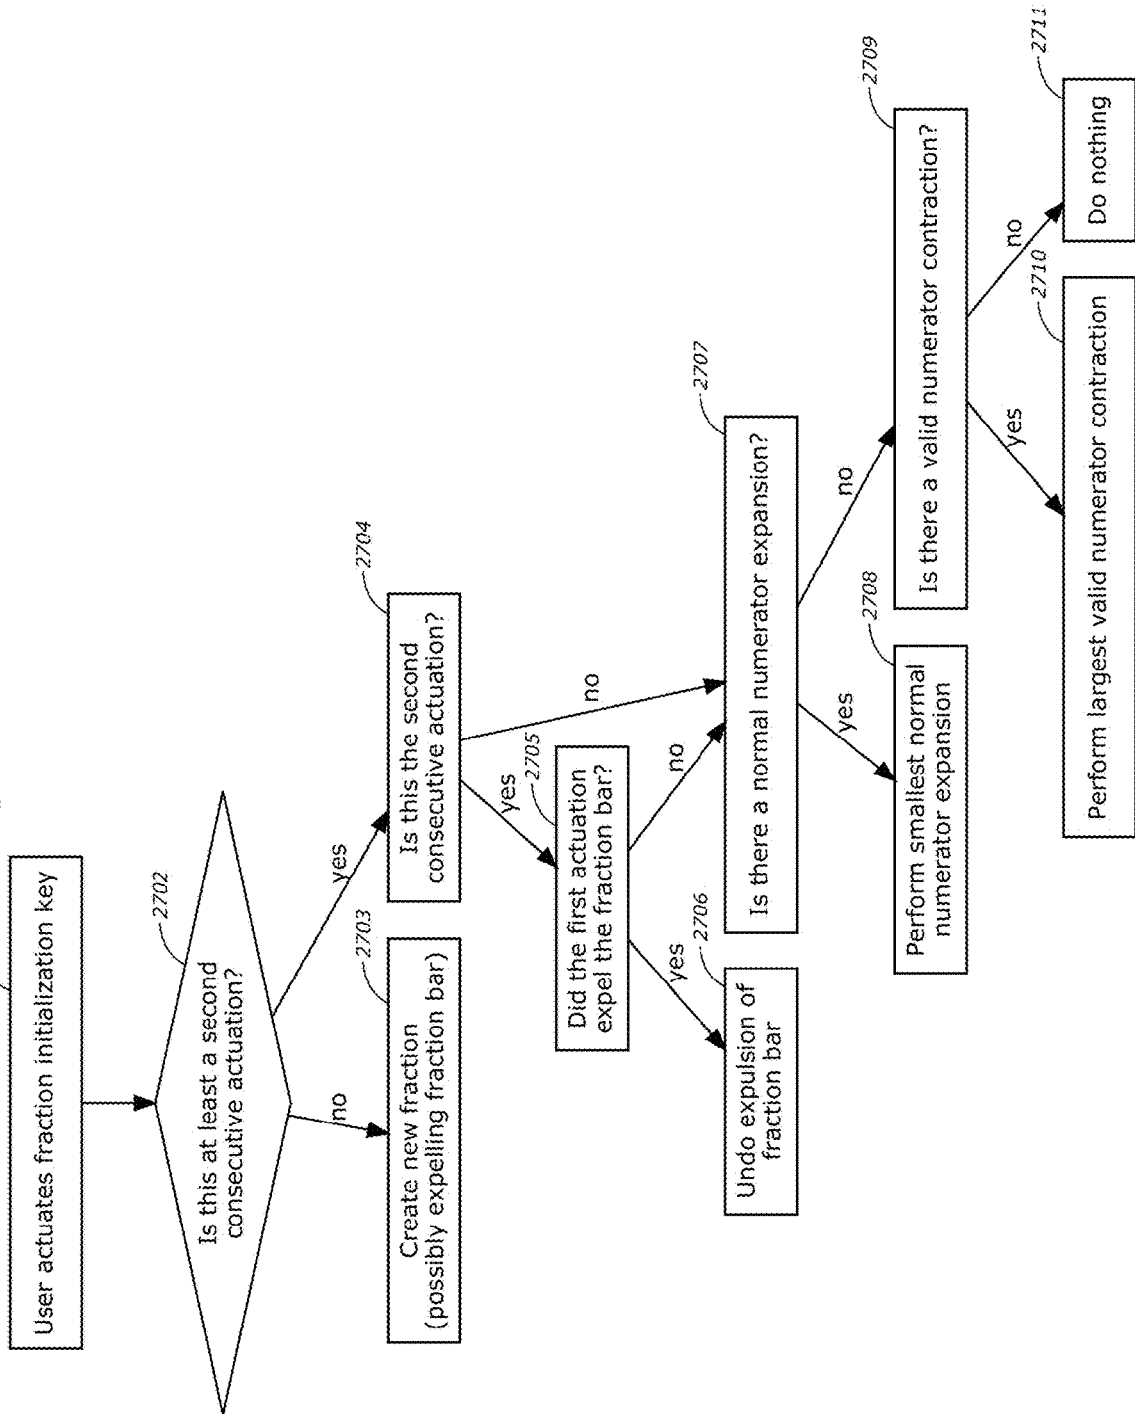 User actuates fraction initialization key
2702
Is this at least a second
consecutive actuation?
no
yes
2703
Create new fraction
(possibly expelling fraction bar)
2704
Is this the second
consecutive actuation?
yes
no
2705
Did the first actuation
expel the fraction bar?
yes
no
2706
Undo expulsion of
fraction bar
2707
Is there a normal numerator expansion?
yes
no
2708
Perform smallest normal
numerator expansion
2709
Is there a valid numerator contraction?
yes
no
2710
Perform largest valid numerator contraction
2711
Do nothing